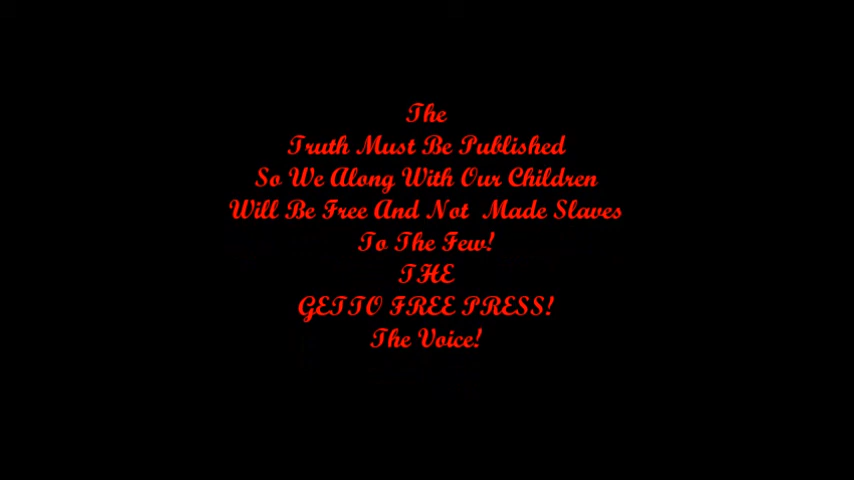 The
Truth Must Be Published
So We Along With Our Children
Will Be Free And Not Made Slaves
To The Few!
THE
GETTO FREE PRESS!
The Voice!